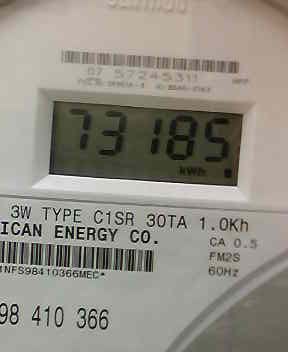 07 57245311
73185
kWh
3W TYPE C1SR 30TA 1.0Kh
ICAN ENERGY CO.
CA 0.5
FM2S
60Hz
1NFS98410366MEC*
98 410 366